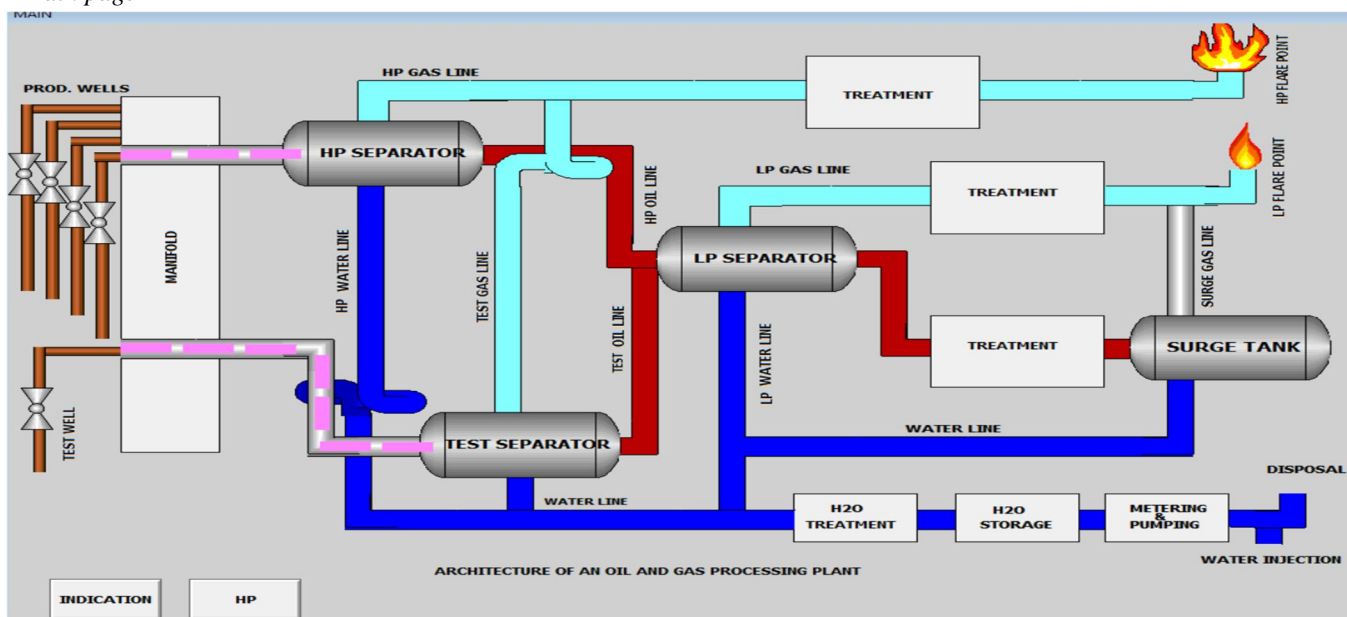 MAIN
HP GAS LINE
PROD. WELLS
TREATMENT
HP FLARE POINT
HP SEPARATOR
LP GAS LINE
TREATMENT
LP FLARE POINT
HP OIL LINE
MANIFOLD
HP WATER LINE
TEST GAS LINE
LP SEPARATOR
SURGE GAS LINE
TEST OIL LINE
LP WATER LINE
TREATMENT
SURGE TANK
TEST WELL
TEST SEPARATOR
WATER LINE
DISPOSAL
WATER LINE
H2O
TREATMENT
H2O
STORAGE
METERING
&
PUMPING
WATER INJECTION
ARCHITECTURE OF AN OIL AND GAS PROCESSING PLANT
INDICATION
HP